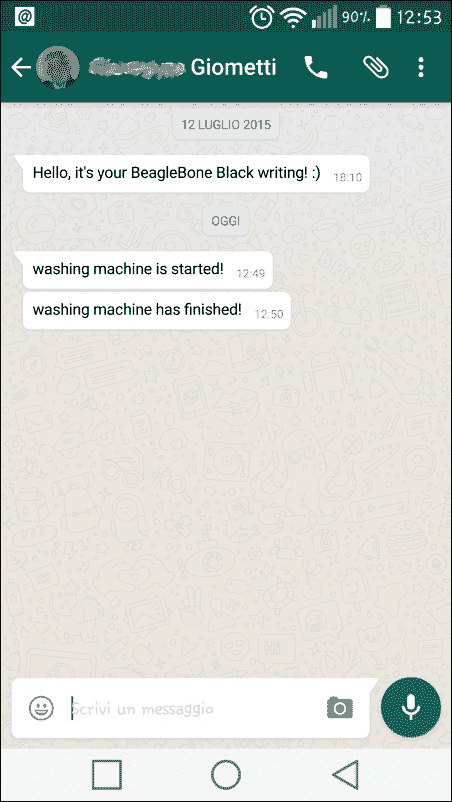 90% 12:53
Giometti
12 LUGLIO 2015
Hello, it's your BeagleBone Black writing! :) 18:10
OGGI
washing machine is started! 12:49
washing machine has finished! 12:50
Scrivi un messaggio